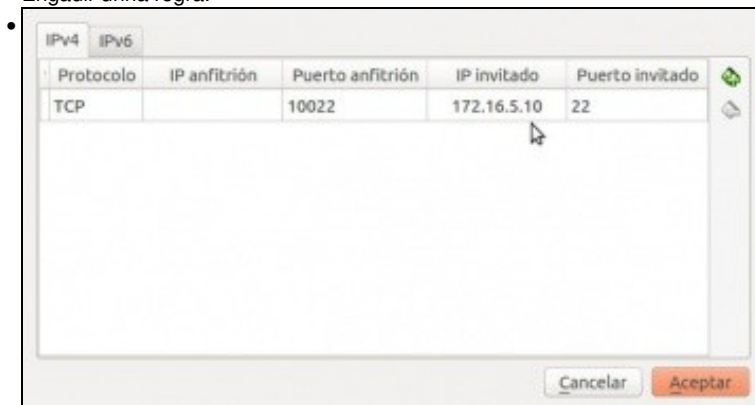 Engadir unha regra.
IPv4 IPv6
Protocolo IP anfitrión Puerto anfitrión IP invitado Puerto invitado
TCP 10022 172.16.5.10 22
Cancelar Aceptar